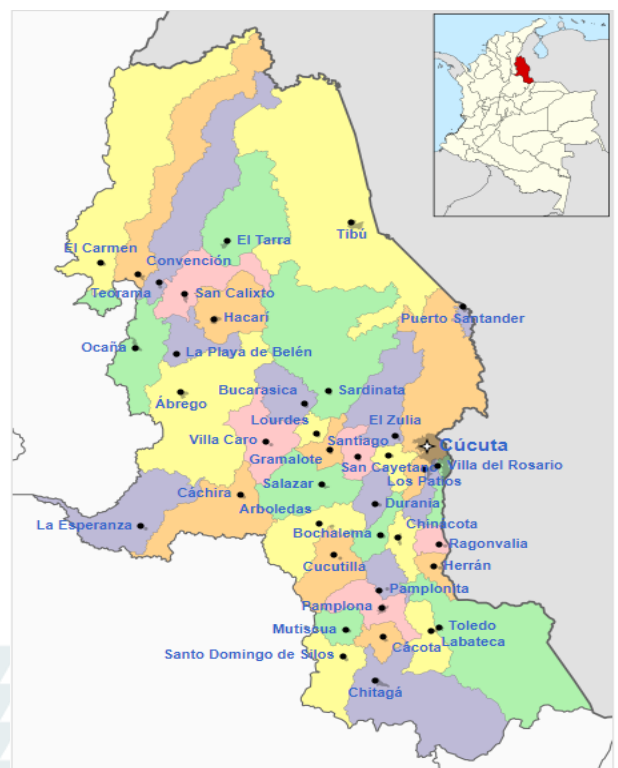 El Tarra
Tibú
El Carmen
Convención
Teorama
San Calixto
Hacarí
Puerto Santander
Ocaña
La Playa de Belén
Bucarasica
Sardinata
Ábrego
Lourdes
El Zulia
Villa Caro
Santiago
Cúcuta
Gramalote
San Cayetano
Villa del Rosario
Salazar
Los Patios
Cáchira
Arboledas
Durania
La Esperanza
Bochalema
Chinácota
Ragonvalia
Cucutilla
Herrán
Pamplonita
Pamplona
Mutiscua
Toledo
Labateca
Cácota
Santo Domingo de Silos
Chitagá